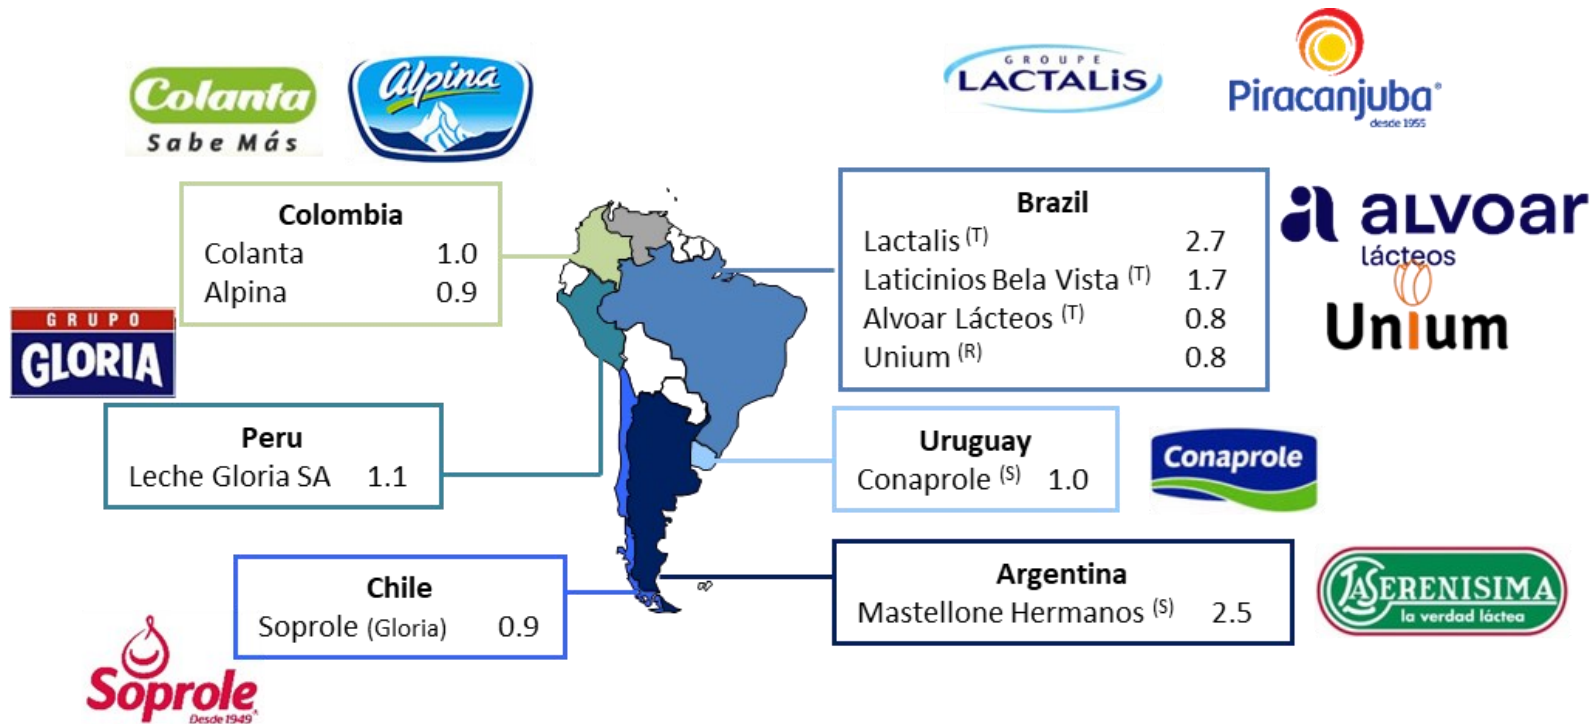 Colanta
Sabe Más
alpina
GROUPE
LACTALIS
Piracanjuba®
desde 1955
aLvoar
lácteos
Unium
GRUPO
GLORIA
Colombia
Colanta 1.0
Alpina 0.9
Brazil
Lactalis (T) 2.7
Laticinios Bela Vista (T) 1.7
Alvoar Lácteos (T) 0.8
Unium (R) 0.8
Peru
Leche Gloria SA 1.1
Uruguay
Conaprole (S) 1.0
Conaprole
Chile
Soprole (Gloria) 0.9
Argentina
Mastellone Hermanos (S) 2.5
LA SERENISIMA
la verdad láctea
Soprole
Desde 1949